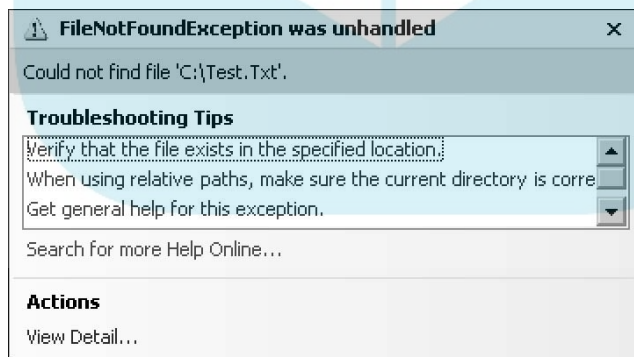 FileNotFoundException was unhandled
Could not find file 'C:\Test.Txt'.
Troubleshooting Tips
Verify that the file exists in the specified location.
When using relative paths, make sure the current directory is corre
Get general help for this exception.
Search for more Help Online...
Actions
View Detail...